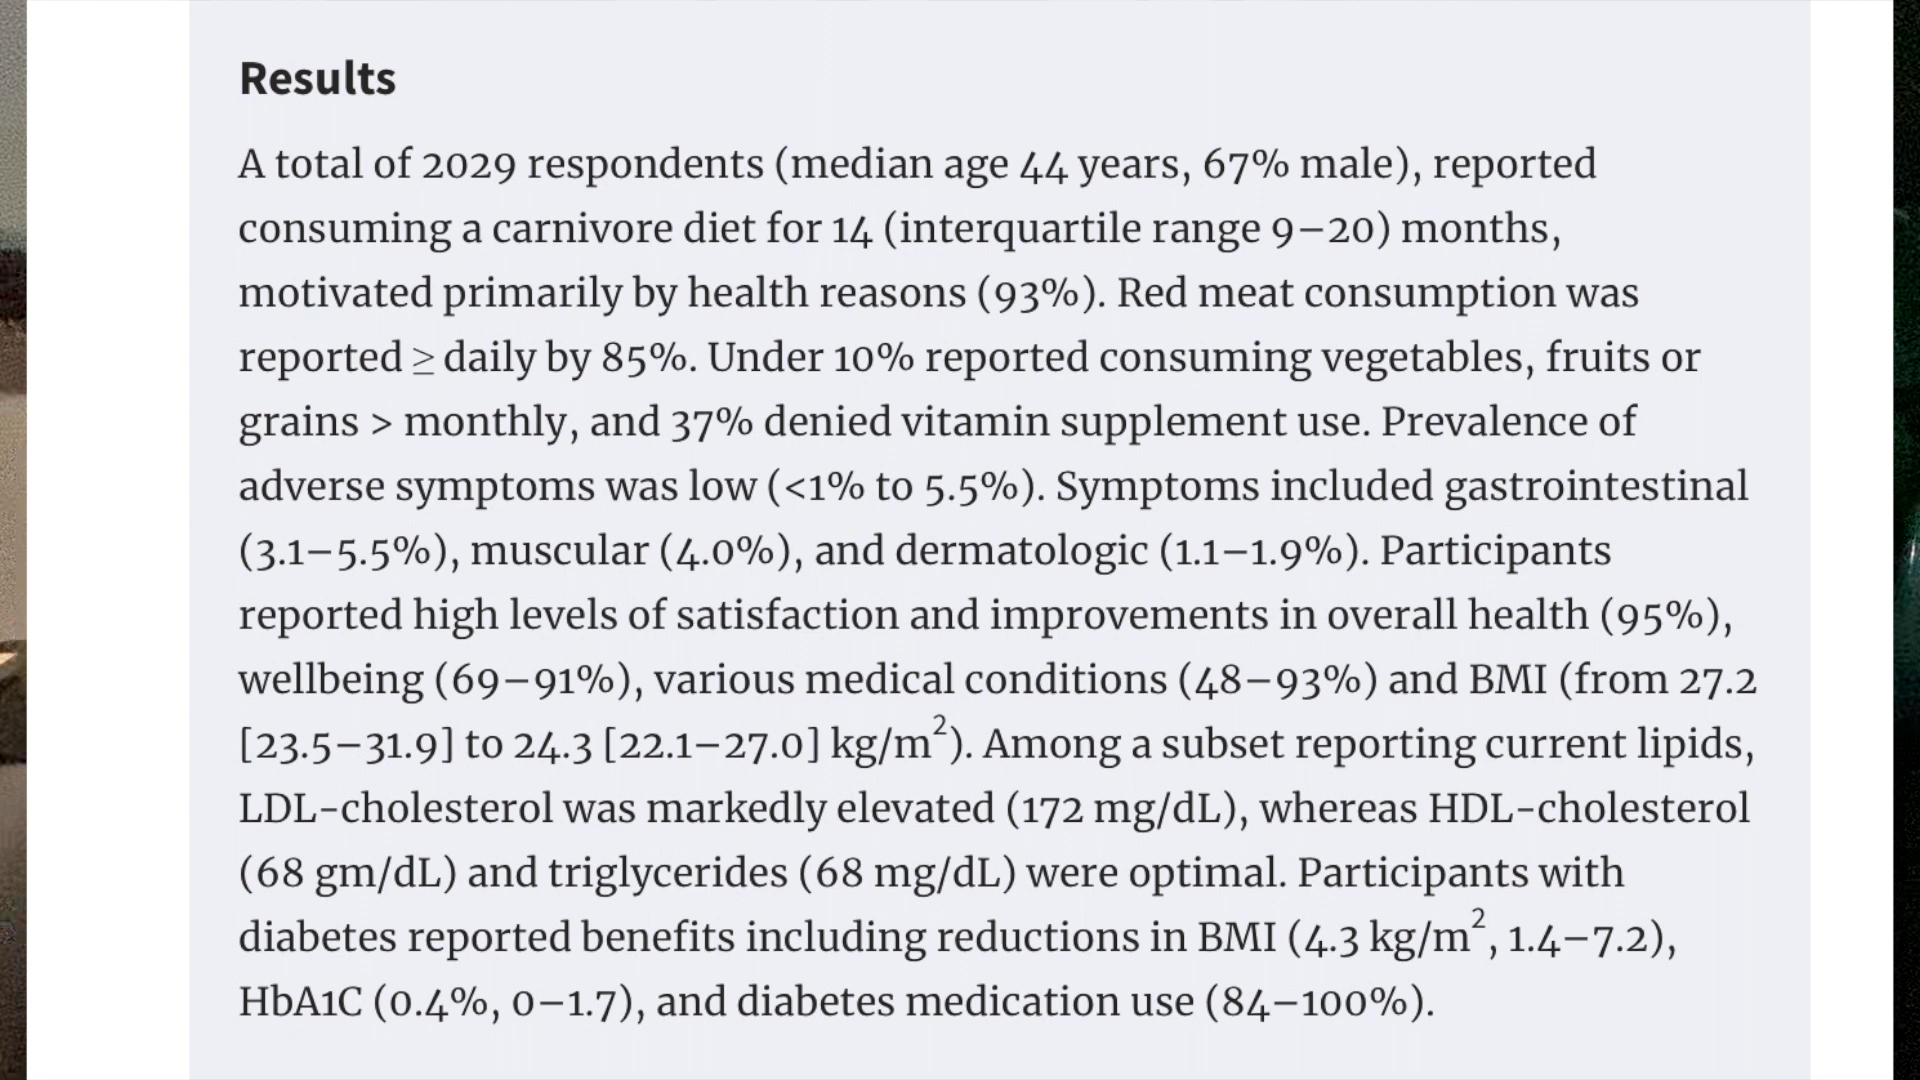 Results
A total of 2029 respondents (median age 44 years, 67% male), reported
consuming a carnivore diet for 14 (interquartile range 9–20) months,
motivated primarily by health reasons (93%). Red meat consumption was
reported ≥ daily by 85%. Under 10% reported consuming vegetables, fruits or
grains > monthly, and 37% denied vitamin supplement use. Prevalence of
adverse symptoms was low (<1% to 5.5%). Symptoms included gastrointestinal
(3.1–5.5%), muscular (4.0%), and dermatologic (1.1–1.9%). Participants
reported high levels of satisfaction and improvements in overall health (95%),
wellbeing (69–91%), various medical conditions (48–93%) and BMI (from 27.2
[23.5–31.9] to 24.3 [22.1–27.0] kg/m²). Among a subset reporting current lipids,
LDL-cholesterol was markedly elevated (172 mg/dL), whereas HDL-cholesterol
(68 gm/dL) and triglycerides (68 mg/dL) were optimal. Participants with
diabetes reported benefits including reductions in BMI (4.3 kg/m², 1.4–7.2),
HbA1C (0.4%, 0–1.7), and diabetes medication use (84–100%).